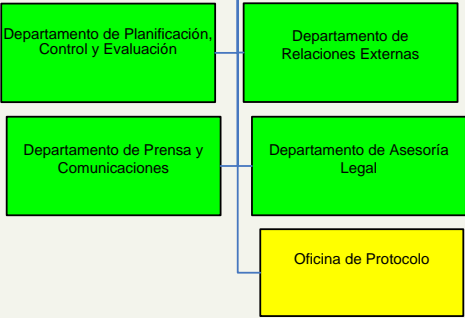 Departamento de Planificación,
Control y Evaluación
Departamento de
Relaciones Externas
Departamento de Prensa y
Comunicaciones
Departamento de Asesoría
Legal
Oficina de Protocolo